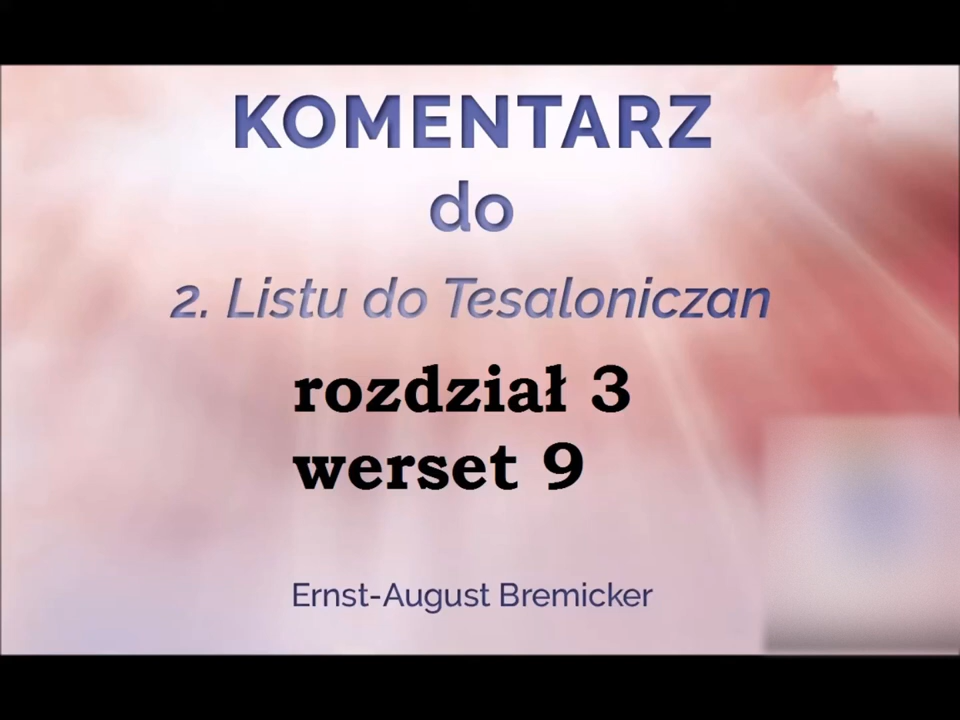 KOMENTARZ
do
2. Listu do Tesaloniczan
rozdział 3
werset 9
Ernst-August Bremicker